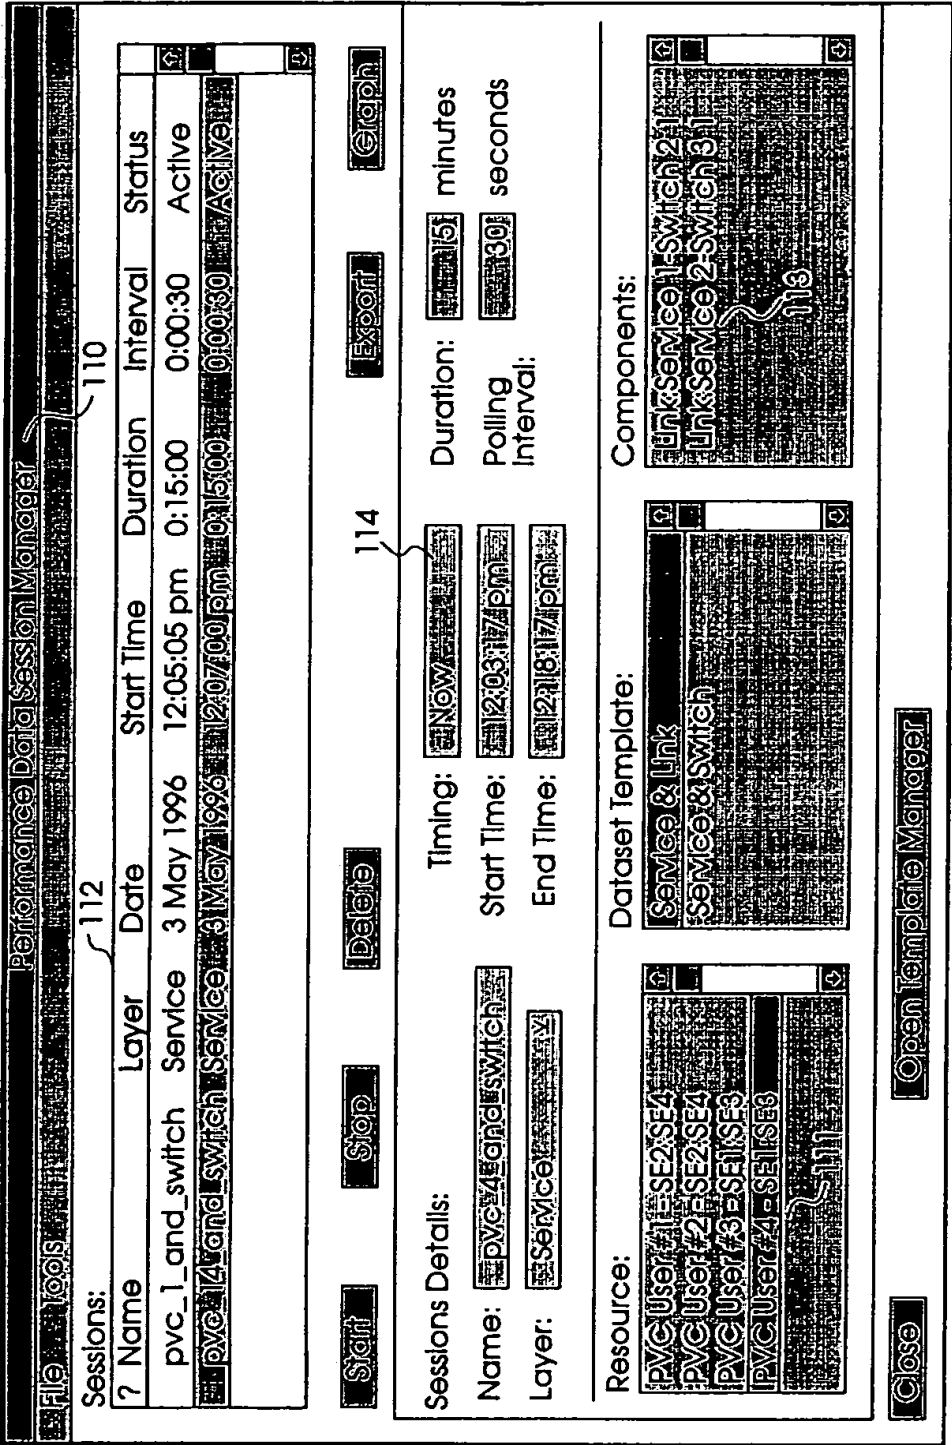 Performance Data Session Manager
File Tools
110
Sessions:
112
? Name Layer Date Start Time Duration Interval Status
pvc_1_and_switch Service 3 May 1996 12:05:05 pm 0:15:00 0:00:30 Active
pvc_4_and_switch Service 3 May 1996 12:07:00 pm 0:15:00 0:00:30 Active
Start Stop Delete Export Graph
114
Sessions Details:
Timing: Now Duration: 15 minutes
Name: pvc_4_and_switch Start Time: 12:03:17 pm Polling Interval: 30 seconds
Layer: Service End Time: 12:18:17 pm
Resource: Dataset Template: Components:
PVC User #1 - SE2:SE4 Service & Link Link:Service 1-Switch 2 1
PVC User #2 - SE2:SE4 Service & Switch Link:Service 2-Switch 3 1
PVC User #3 - SE1:SE3
PVC User #4 - SE1:SE3
111
113
Close Open Template Manager